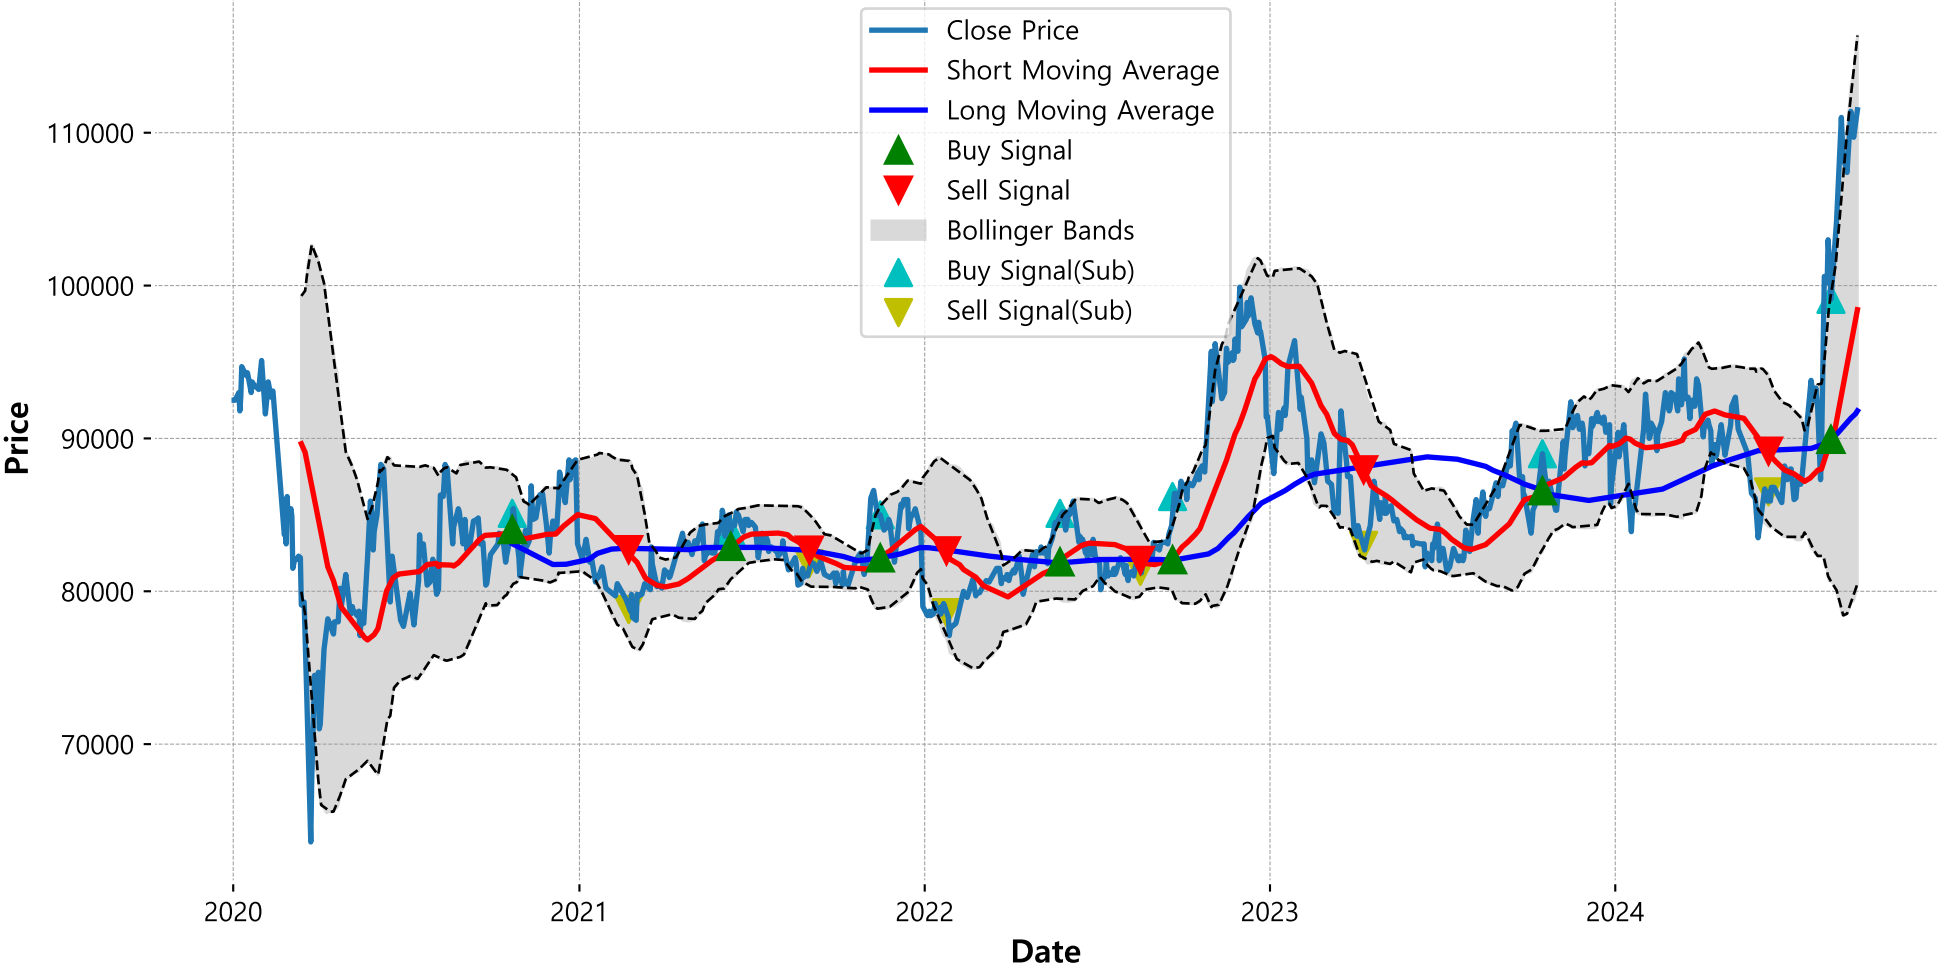 Close Price
Short Moving Average
Long Moving Average
Buy Signal
Sell Signal
Bollinger Bands
Buy Signal(Sub)
Sell Signal(Sub)
110000
100000
90000
80000
70000
Price
2020 2021 2022 2023 2024
Date